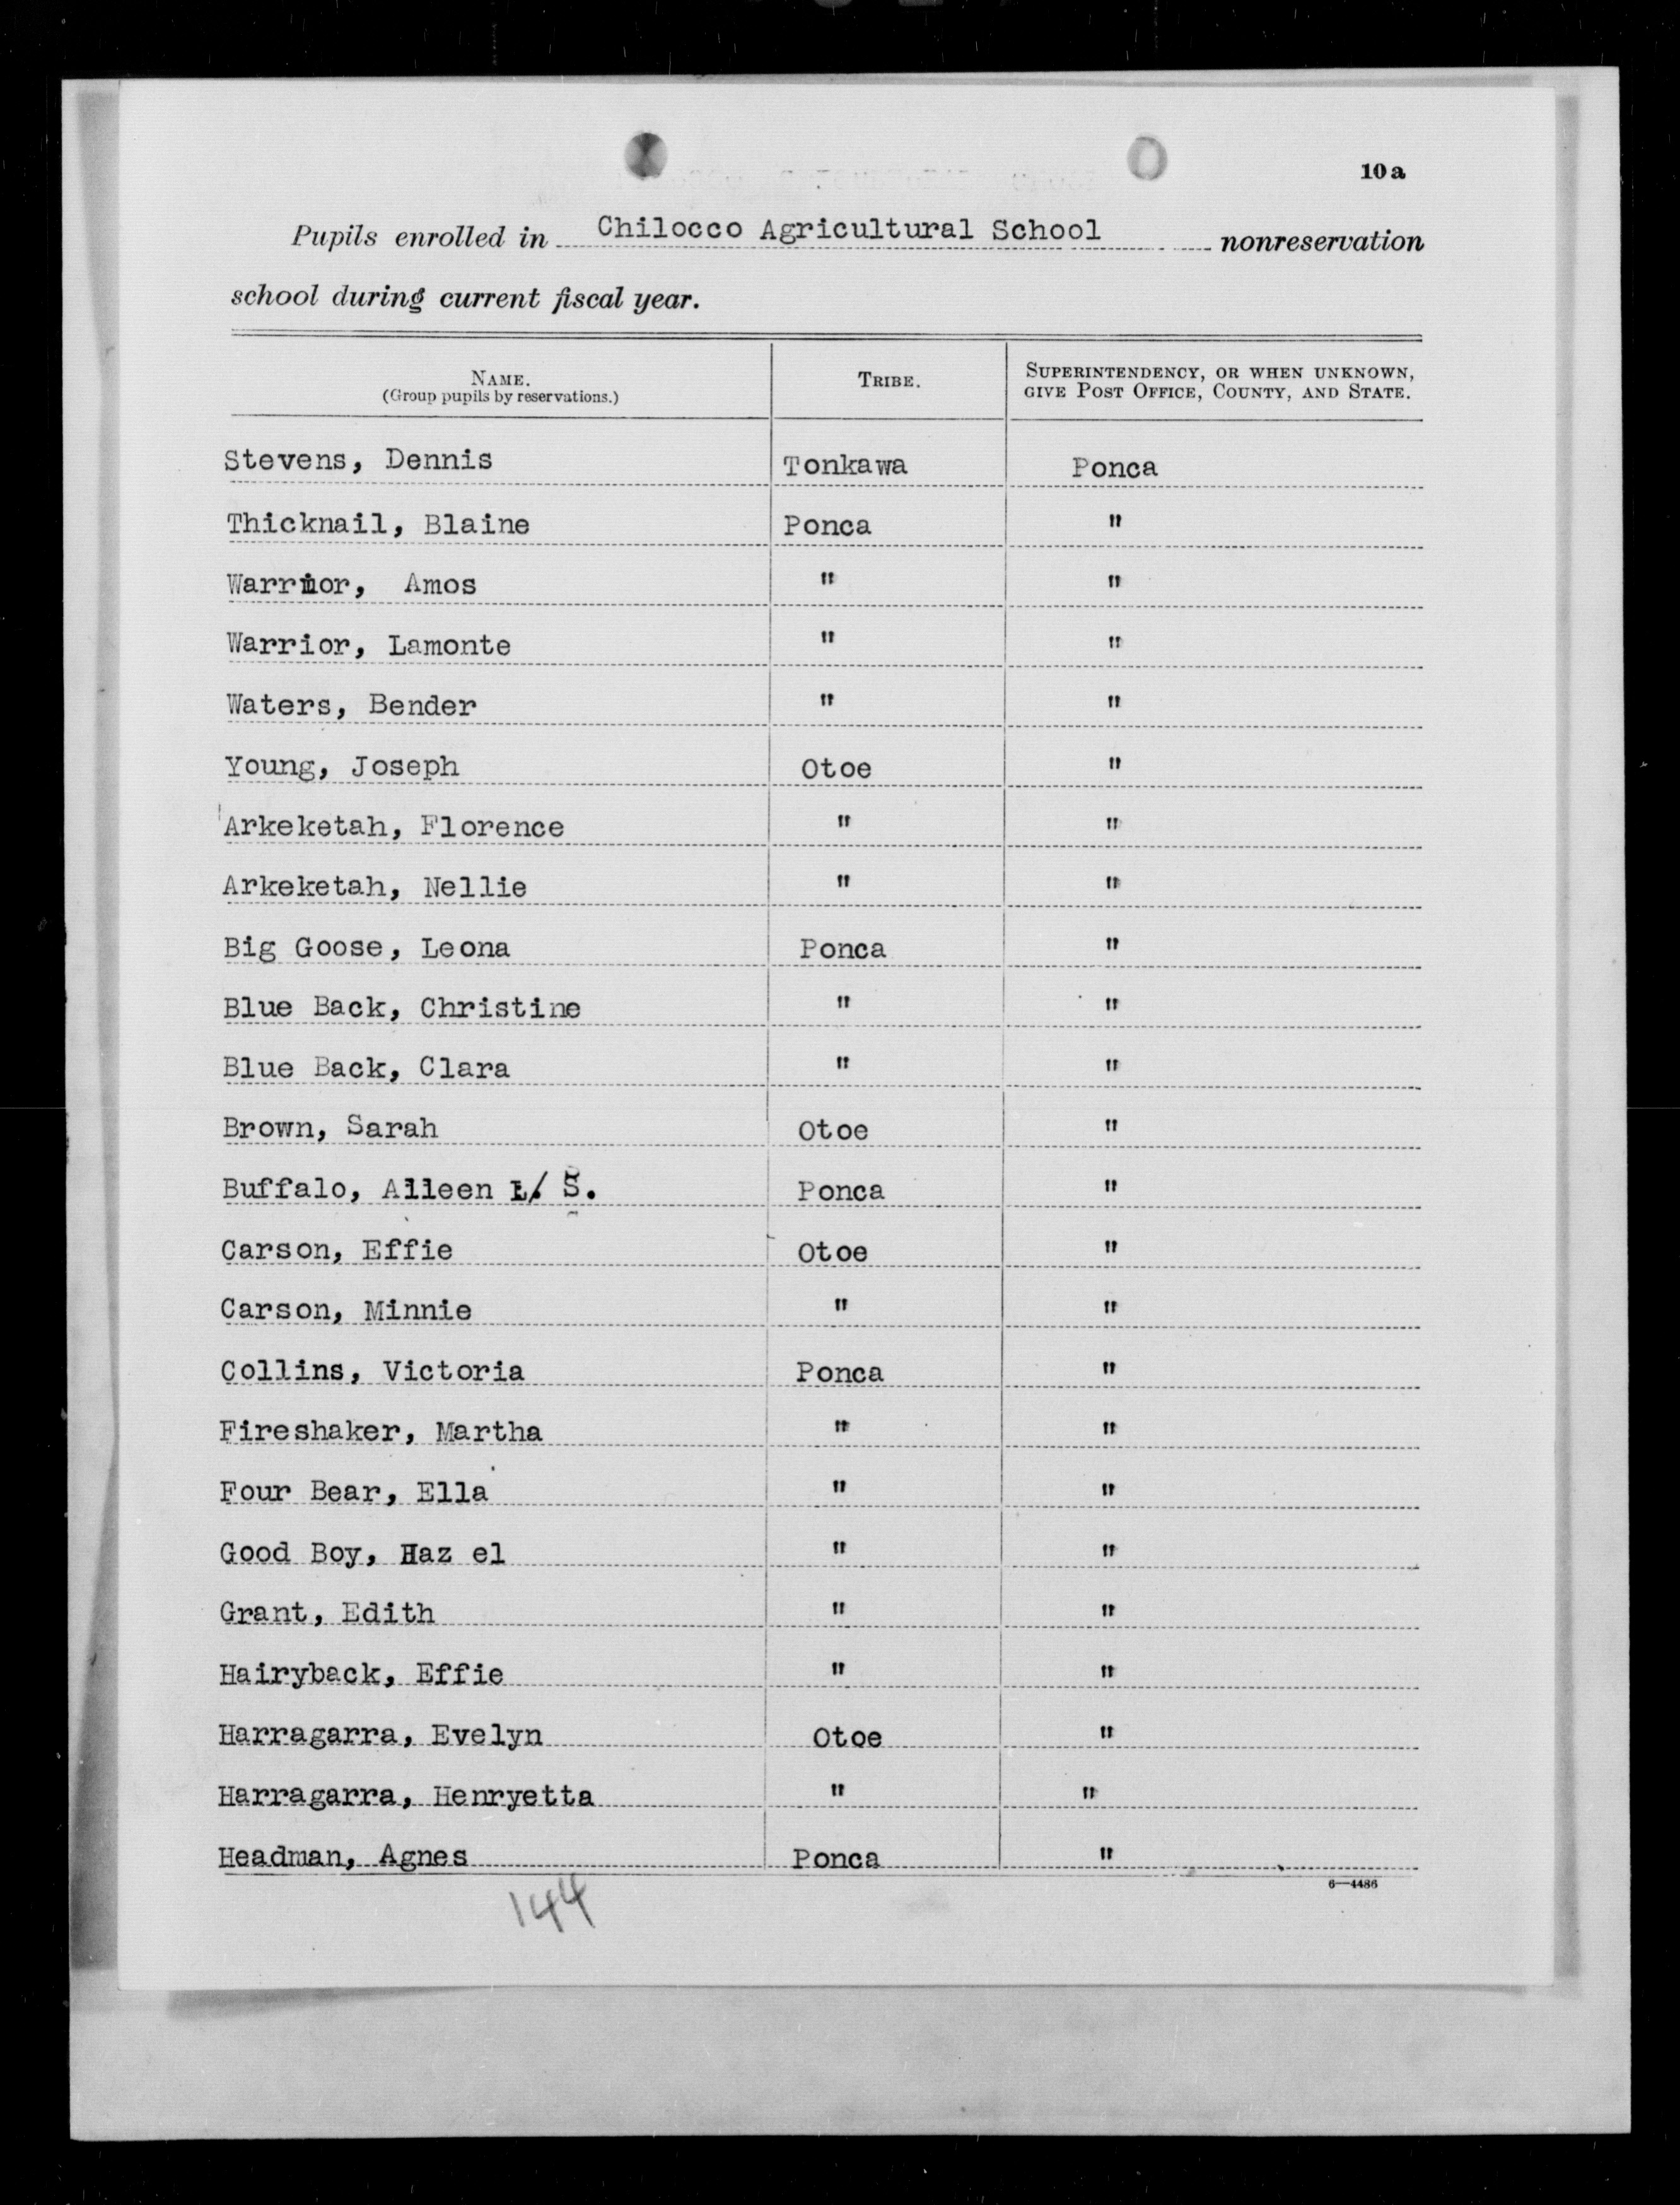 10 a
Pupils enrolled in Chilocco Agricultural School nonreservation
school during current fiscal year.
NAME. (Group pupils by reservations.) TRIBE. SUPERINTENDENCY, OR WHEN UNKNOWN, GIVE POST OFFICE, COUNTY, AND STATE.
Stevens, Dennis Tonkawa Ponca
Thicknail, Blaine Ponca "
Warrior, Amos " "
Warrior, Lamonte " "
Waters, Bender " "
Young, Joseph Otoe "
Arkeketah, Florence " "
Arkeketah, Nellie " "
Big Goose, Leona Ponca "
Blue Back, Christine " "
Blue Back, Clara " "
Brown, Sarah Otoe "
Buffalo, Aileen L/ S. Ponca "
Carson, Effie Otoe "
Carson, Minnie " "
Collins, Victoria Ponca "
Fireshaker, Martha " "
Four Bear, Ella " "
Good Boy, Haz el " "
Grant, Edith " "
Hairyback, Effie " "
Harragarra, Evelyn Otoe "
Harragarra, Henryetta " "
Headman, Agnes Ponca "
6—4486
144